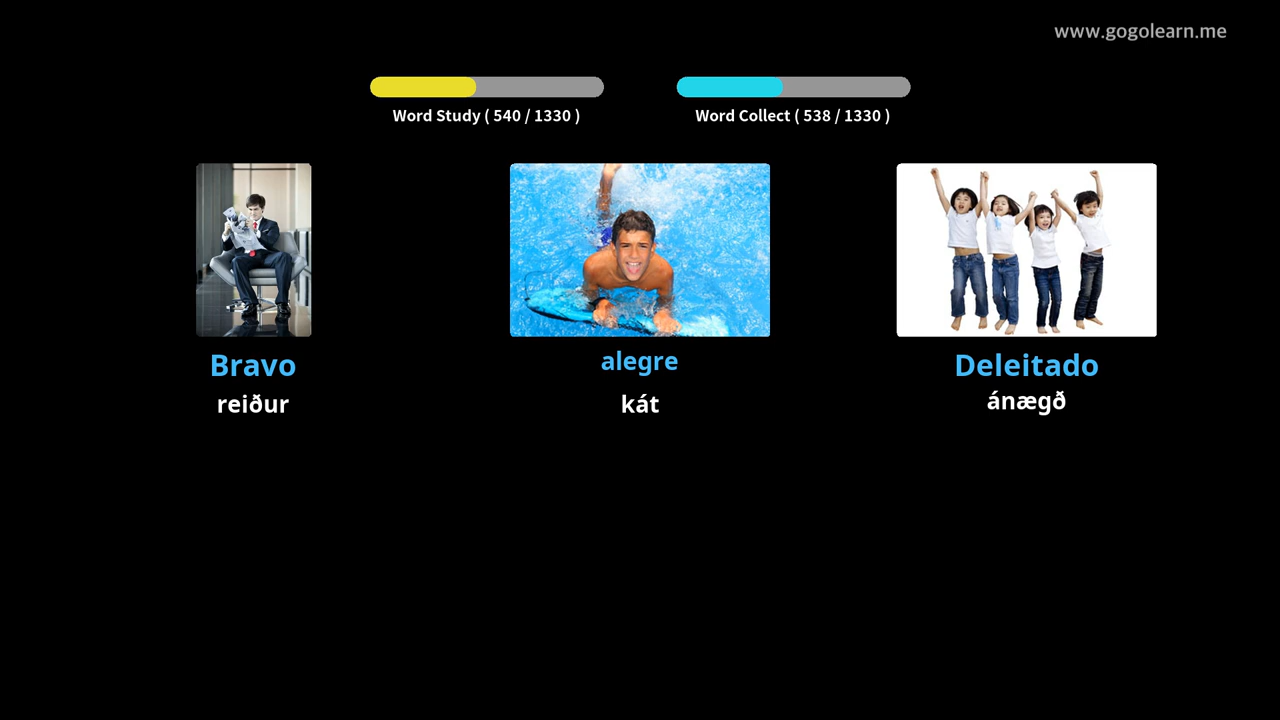 www.gogolearn.me
Word Study ( 540 / 1330 )
Word Collect ( 538 / 1330 )
Bravo
reiður
alegre
kát
Deleitado
ánægð